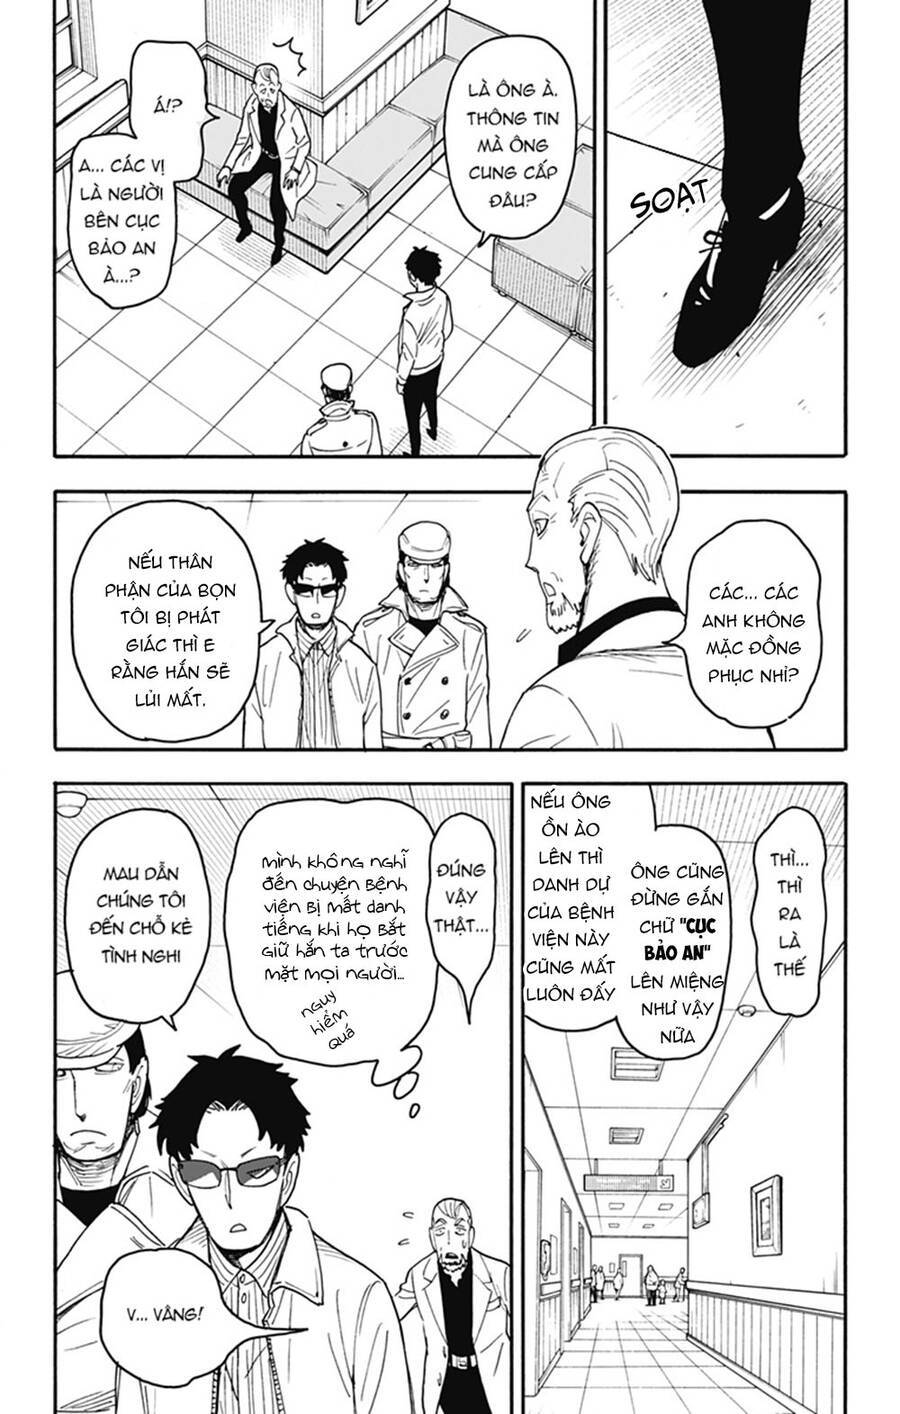 SOẠT
LÀ ÔNG À.
THÔNG TIN
MÀ ÔNG
CUNG CẤP
ĐÂU?
Á!?
A... CÁC VỊ
LÀ NGƯỜI
BÊN CỤC
BẢO AN
À...?
CÁC... CÁC
ANH KHÔNG
MẶC ĐỒNG
PHỤC NHỈ?
NẾU THÂN
PHẬN CỦA BỌN
TÔI BỊ PHÁT
GIÁC THÌ E
RẰNG HẮN SẼ
LỦI MẤT.
THÌ...
THÌ
RA
LÀ
THẾ
ÔNG CŨNG
ĐỪNG GẮN
CHỮ "CỤC
BẢO AN"
LÊN MIỆNG
NHƯ VẬY
NỮA
NẾU ÔNG
ỒN ÀO
LÊN THÌ
DANH DỰ
CỦA BỆNH
VIỆN NÀY
CŨNG MẤT
LUÔN ĐẤY
ĐÚNG
VẬY
THẬT...
MÌNH KHÔNG NGHĨ
ĐẾN CHUYỆN BỆNH
VIỆN BỊ MẤT DANH
TIẾNG KHI HỌ BẮT
GIỮ HẮN TA TRƯỚC
MẶT MỌI NGƯỜI...
NGUY
HIỂM
QUÁ
MAU DẪN
CHÚNG TÔI
ĐẾN CHỖ KẺ
TÌNH NGHI
V... VÂNG!